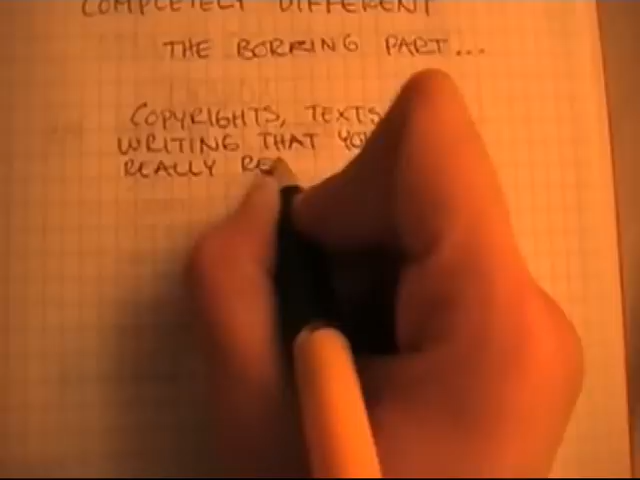 COMPLETELY DIFFERENT
THE BORRING PART...
COPYRIGHTS, TEXTS
WRITING THAT
REALLY